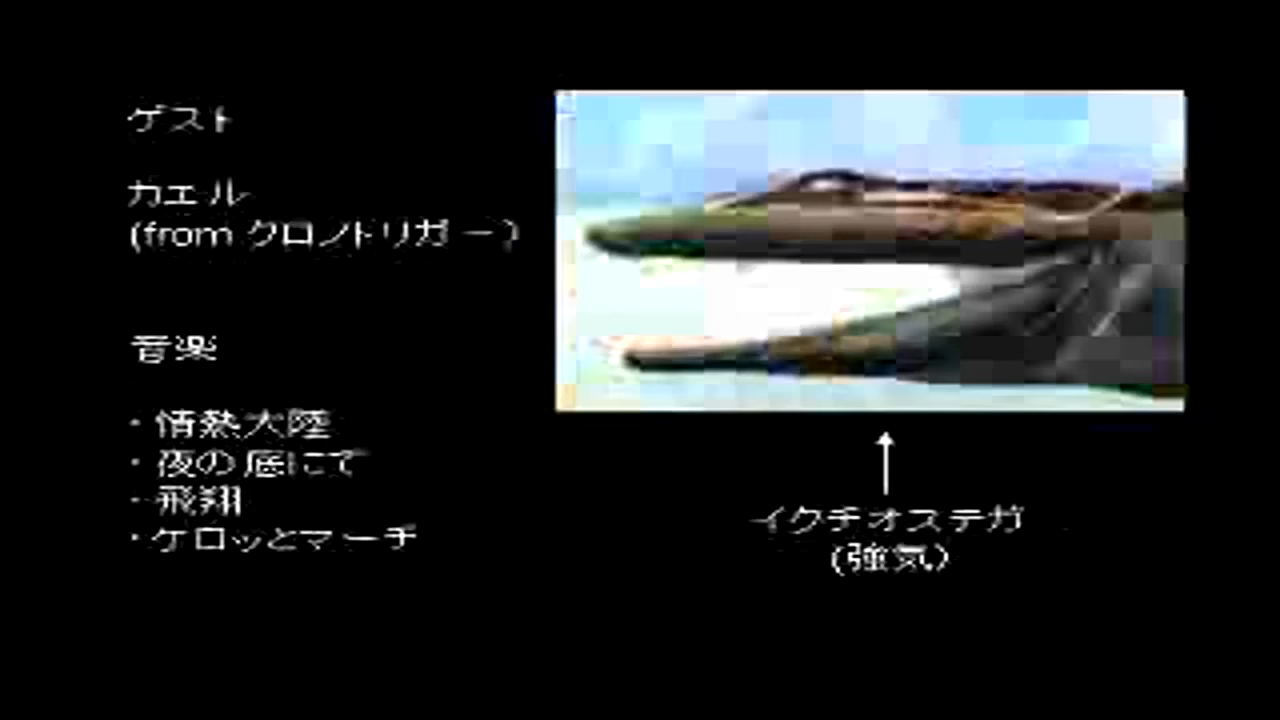 ゲスト
カエル
(from クロノトリガー)
音楽
・情熱大陸
・夜の底にて
・飛翔
・ケロッとマーチ
イクチオステガ
(強気)